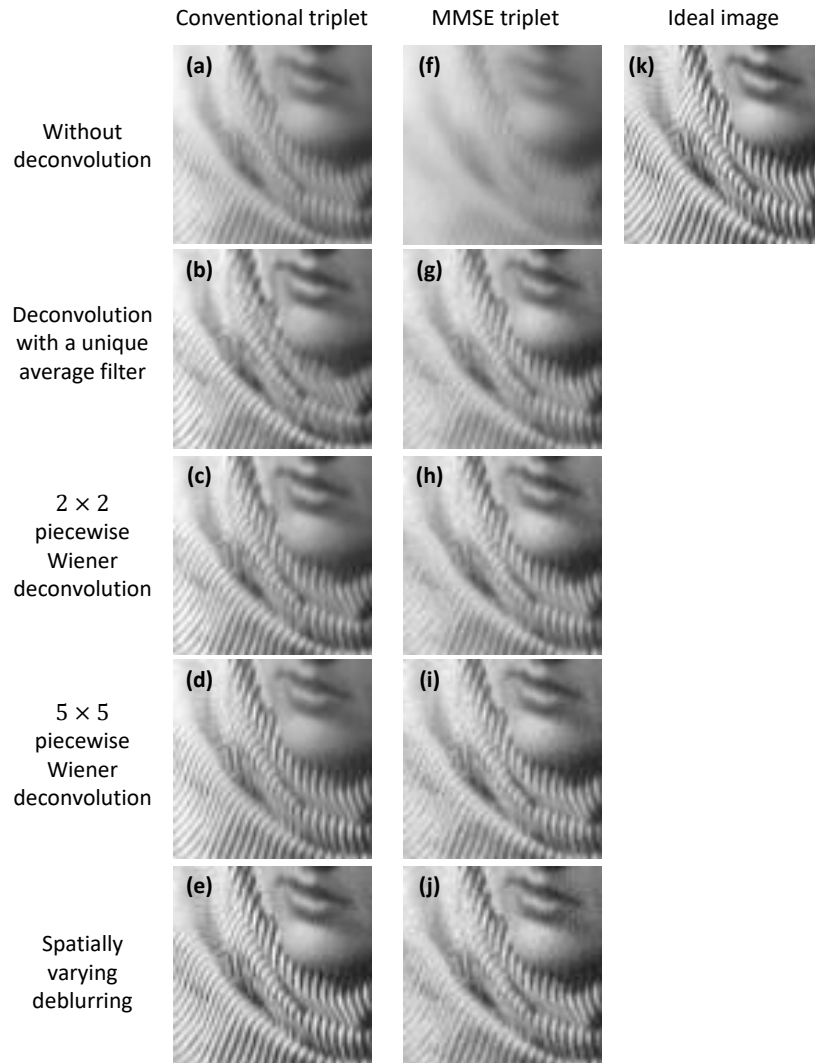 Conventional triplet
MMSE triplet
Ideal image
Without
deconvolution
(a)
(f)
(k)
Deconvolution
with a unique
average filter
(b)
(g)
2 × 2
piecewise
Wiener
deconvolution
(c)
(h)
5 × 5
piecewise
Wiener
deconvolution
(d)
(i)
Spatially
varying
deblurring
(e)
(j)